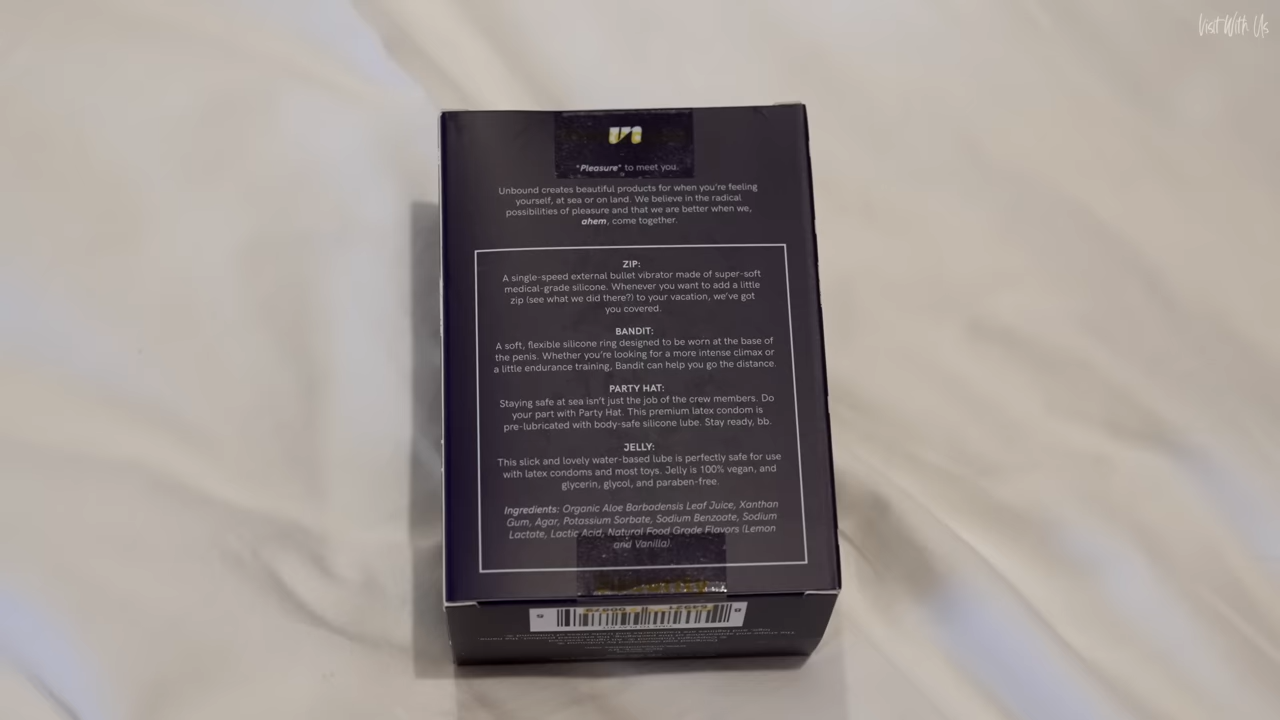 Visit With Us
un
"Pleasure" to meet you.
Unbound creates beautiful products for when you're feeling
yourself, at sea or on land. We believe in the radical
possibilities of pleasure and that we are better when we,
ahem, come together.
ZIP:
A single-speed external bullet vibrator made of super-soft
medical-grade silicone. Whenever you want to add a little
zip (see what we did there?) to your vacation, we've got
you covered.
BANDIT:
A soft, flexible silicone ring designed to be worn at the base of
the penis. Whether you're looking for a more intense climax or
a little endurance training, Bandit can help you go the distance.
PARTY HAT:
Staying safe at sea isn't just the job of the crew members. Do
your part with Party Hat. This premium latex condom is
pre-lubricated with body-safe silicone lube. Stay ready, bb.
JELLY:
This slick and lovely water-based lube is perfectly safe for use
with latex condoms and most toys. Jelly is 100% vegan, and
glycerin, glycol, and paraben-free.
Ingredients: Organic Aloe Barbadensis Leaf Juice, Xanthan
Gum, Agar, Potassium Sorbate, Sodium Benzoate, Sodium
Lactate, Lactic Acid, Natural Food Grade Flavors (Lemon
and Vanilla).